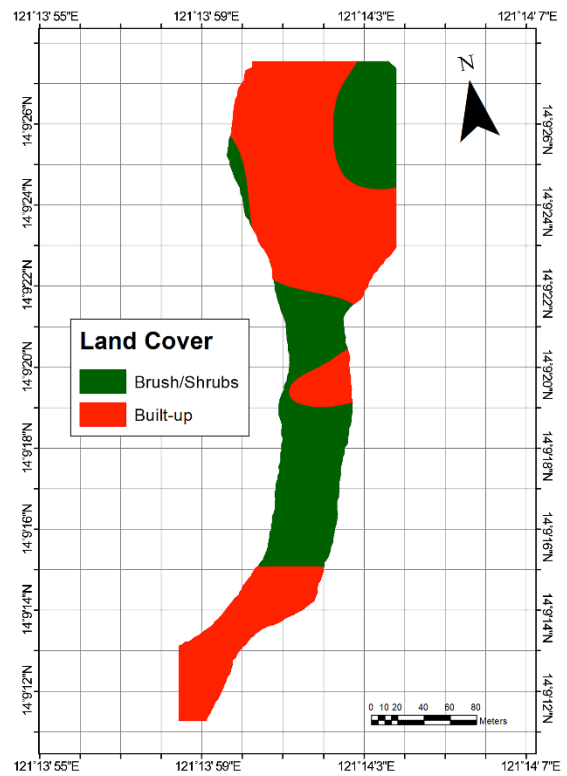 121°13'55"E 121°13'59"E 121°14'3"E 121°14'7"E
N
14°9'26"N 14°9'26"N
14°9'24"N 14°9'24"N
14°9'22"N 14°9'22"N
Land Cover
Brush/Shrubs
Built-up
14°9'20"N 14°9'20"N
14°9'18"N 14°9'18"N
14°9'16"N 14°9'16"N
14°9'14"N 14°9'14"N
14°9'12"N 14°9'12"N
0 10 20 40 60 80
Meters
121°13'55"E 121°13'59"E 121°14'3"E 121°14'7"E